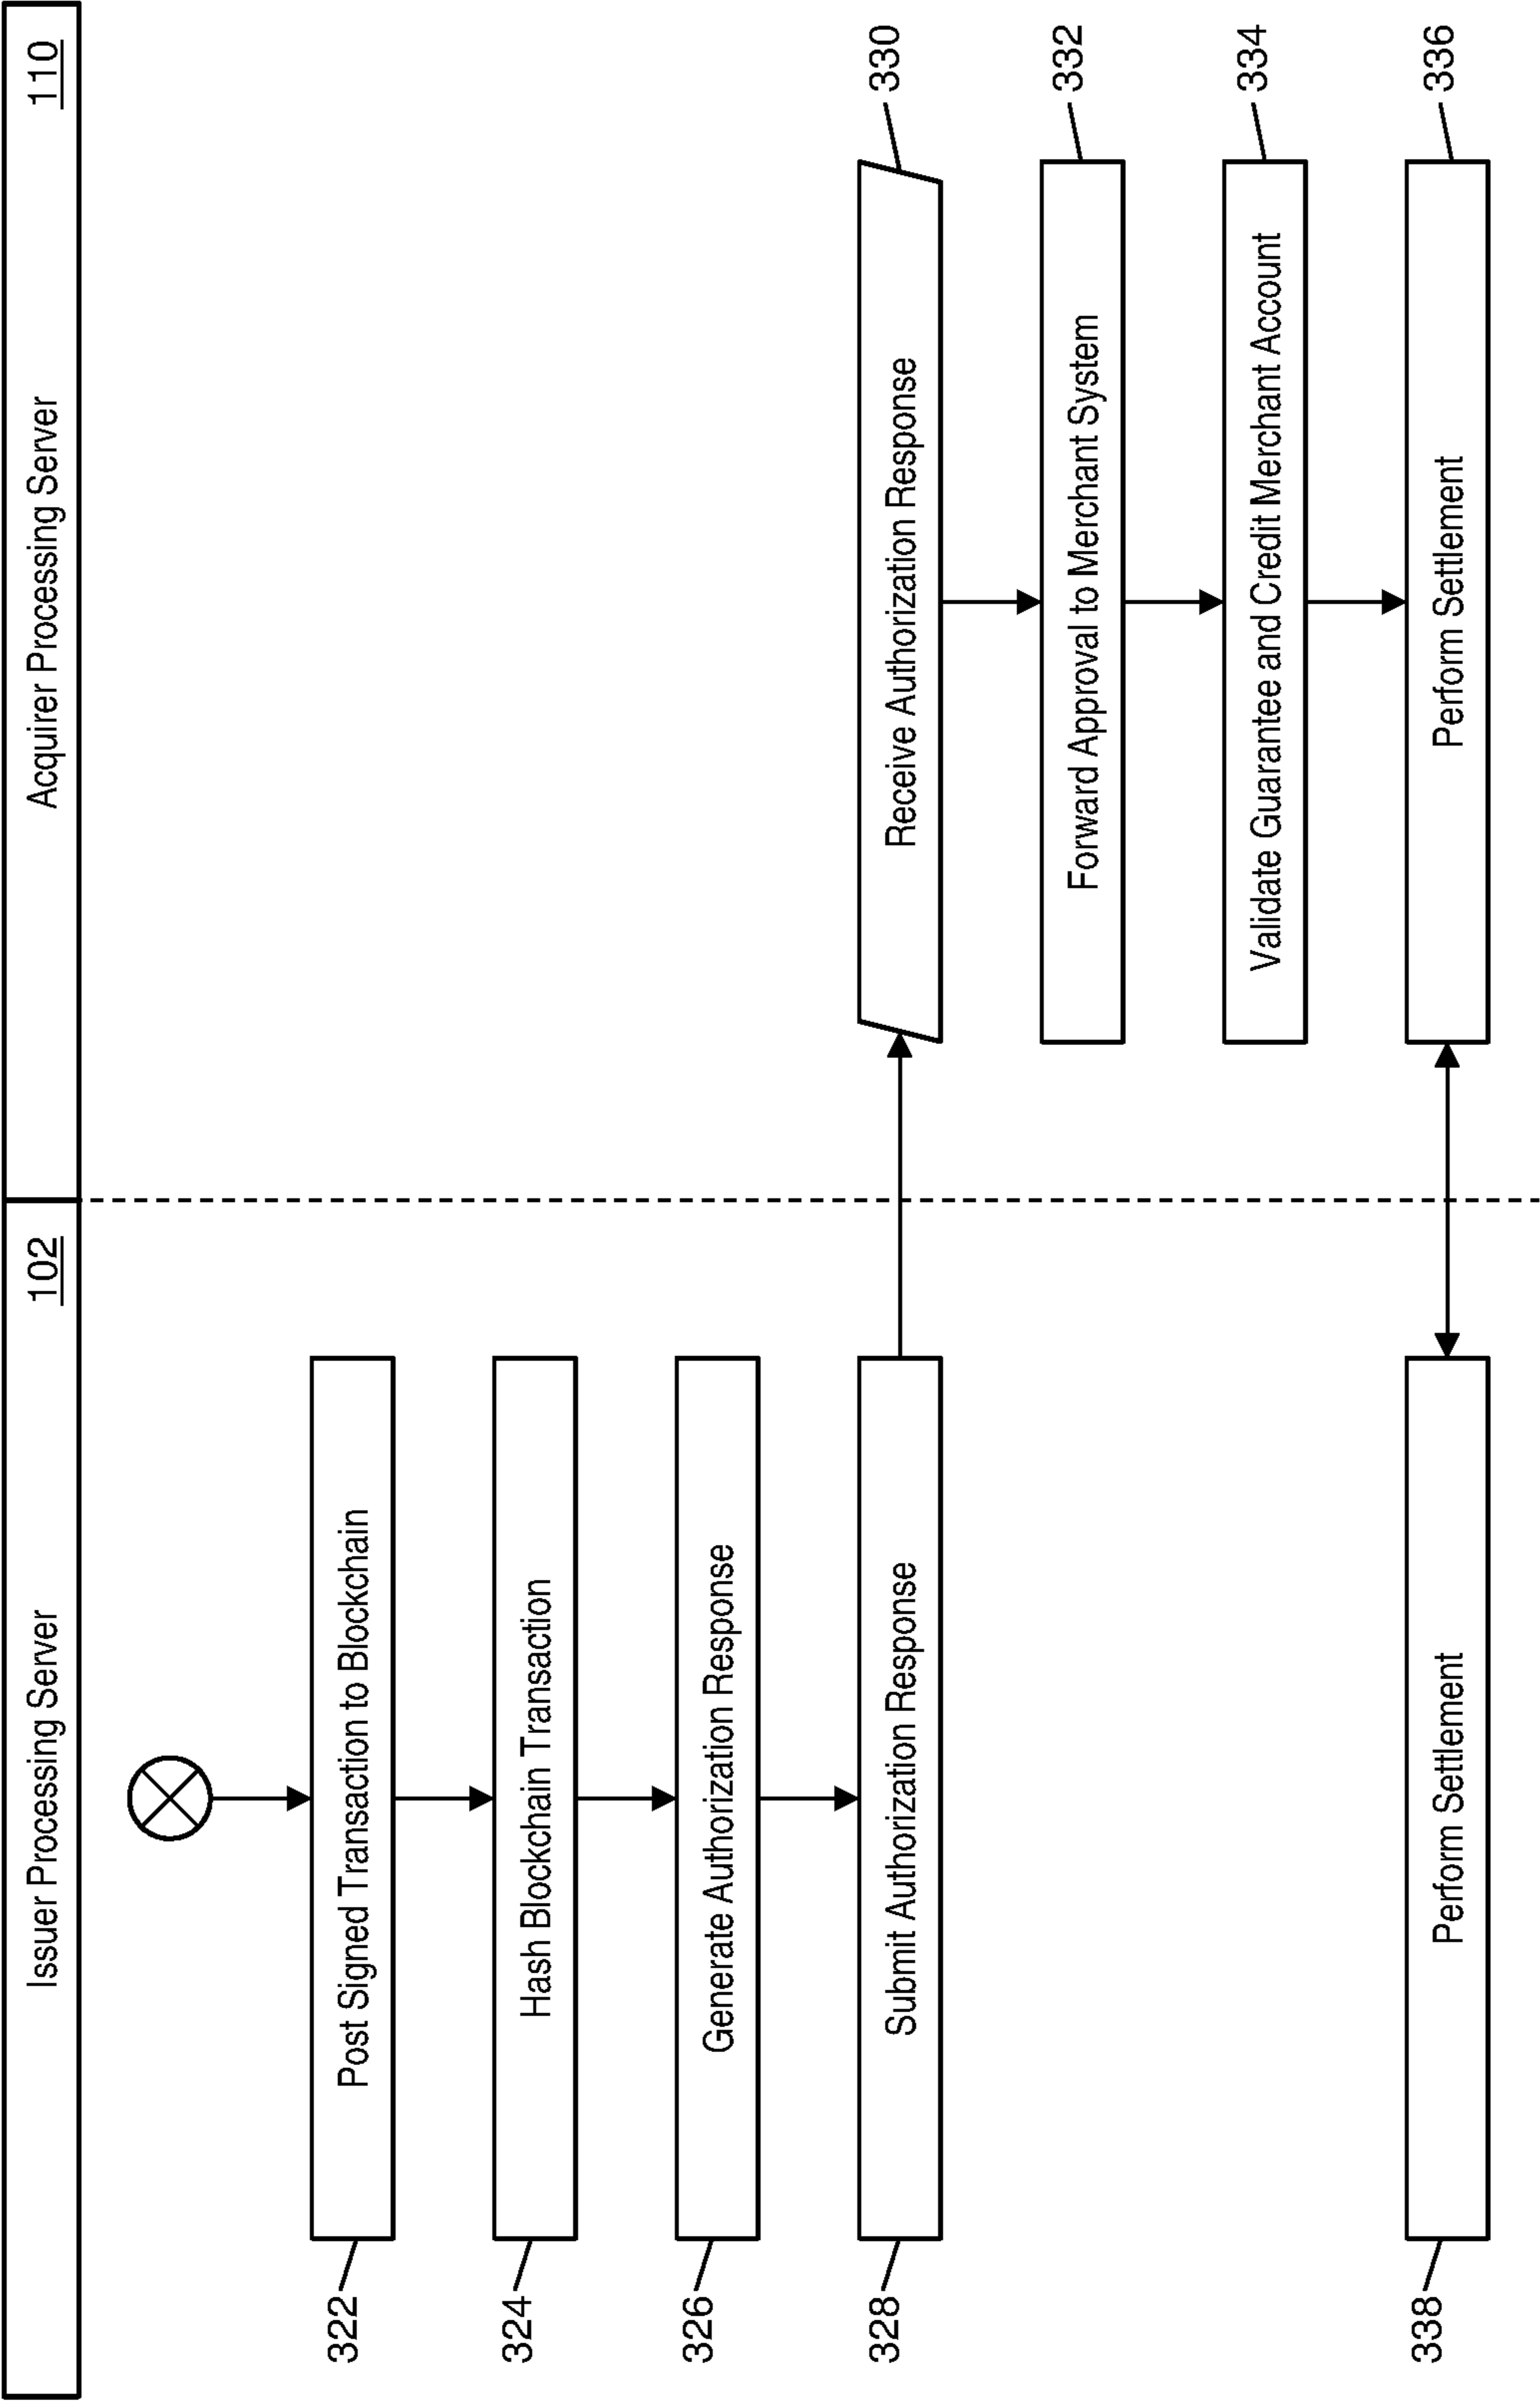 Issuer Processing Server
102
Acquirer Processing Server
110
322
Post Signed Transaction to Blockchain
324
Hash Blockchain Transaction
326
Generate Authorization Response
328
Submit Authorization Response
Receive Authorization Response
330
Forward Approval to Merchant System
332
Validate Guarantee and Credit Merchant Account
334
338
Perform Settlement
Perform Settlement
336